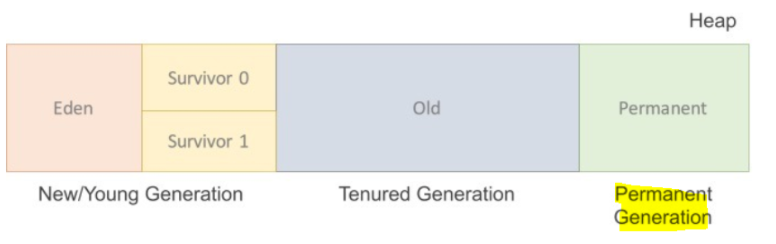 Heap
Eden
Survivor 0
Survivor 1
Old
Permanent
New/Young Generation
Tenured Generation
Permanent
Generation